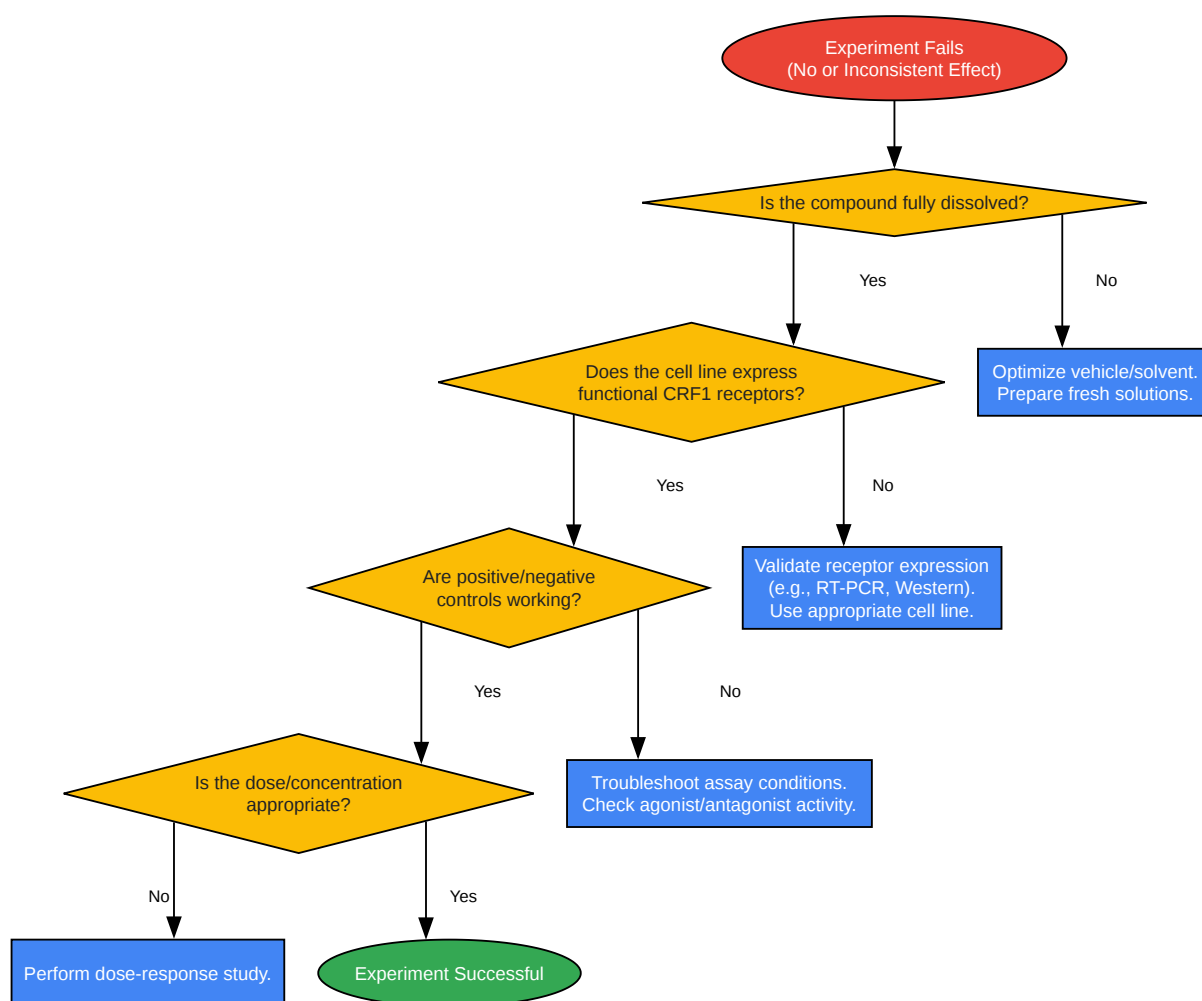 Experiment Fails
(No or Inconsistent Effect)
Is the compound fully dissolved?
Yes
No
Does the cell line express
functional CRF1 receptors?
Optimize vehicle/solvent.
Prepare fresh solutions.
Yes
No
Are positive/negative
controls working?
Validate receptor expression
(e.g., RT-PCR, Western).
Use appropriate cell line.
Yes
No
Is the dose/concentration
appropriate?
Troubleshoot assay conditions.
Check agonist/antagonist activity.
No
Yes
Perform dose-response study.
Experiment Successful